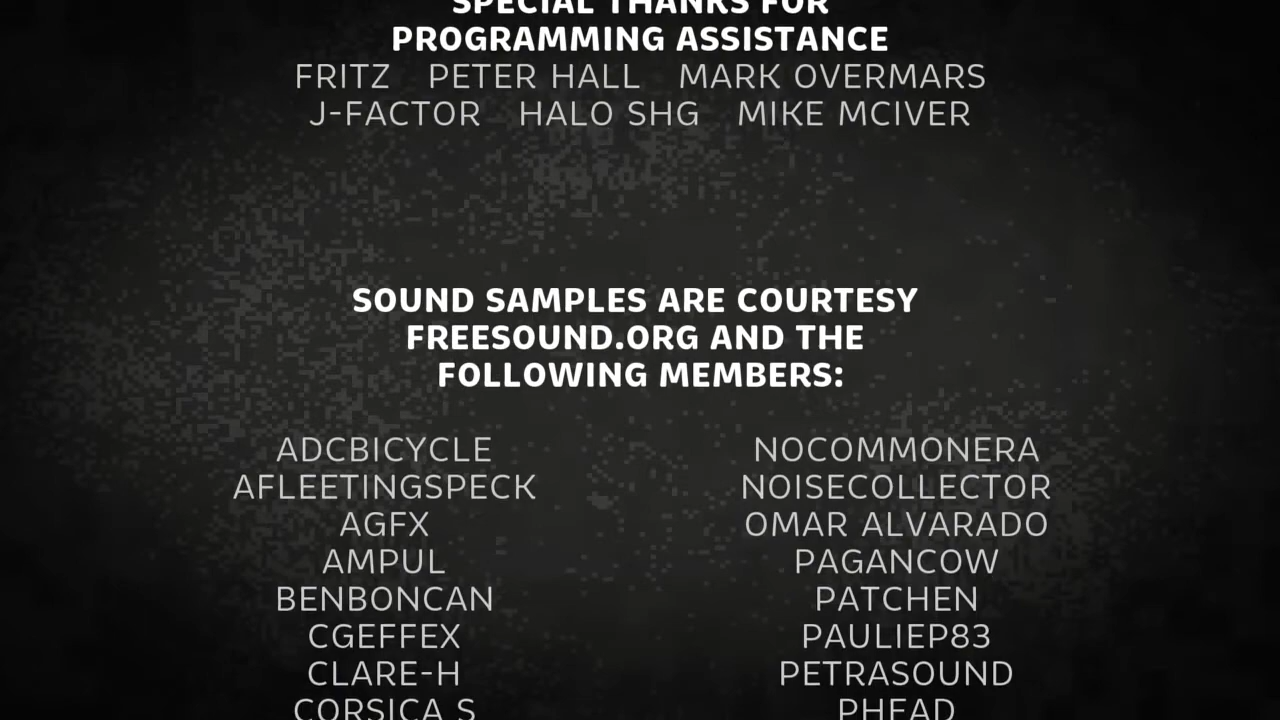 SPECIAL THANKS FOR
PROGRAMMING ASSISTANCE
FRITZ PETER HALL MARK OVERMARS
J-FACTOR HALO SHG MIKE MCIVER
SOUND SAMPLES ARE COURTESY
FREESOUND.ORG AND THE
FOLLOWING MEMBERS:
ADCBICYCLE
AFLEETINGSPECK
AGFX
AMPUL
BENBONCAN
CGEFFEX
CLARE-H
CORSICA S
NOCOMMONERA
NOISECOLLECTOR
OMAR ALVARADO
PAGANCOW
PATCHEN
PAULIEP83
PETRASOUND
PHEAD